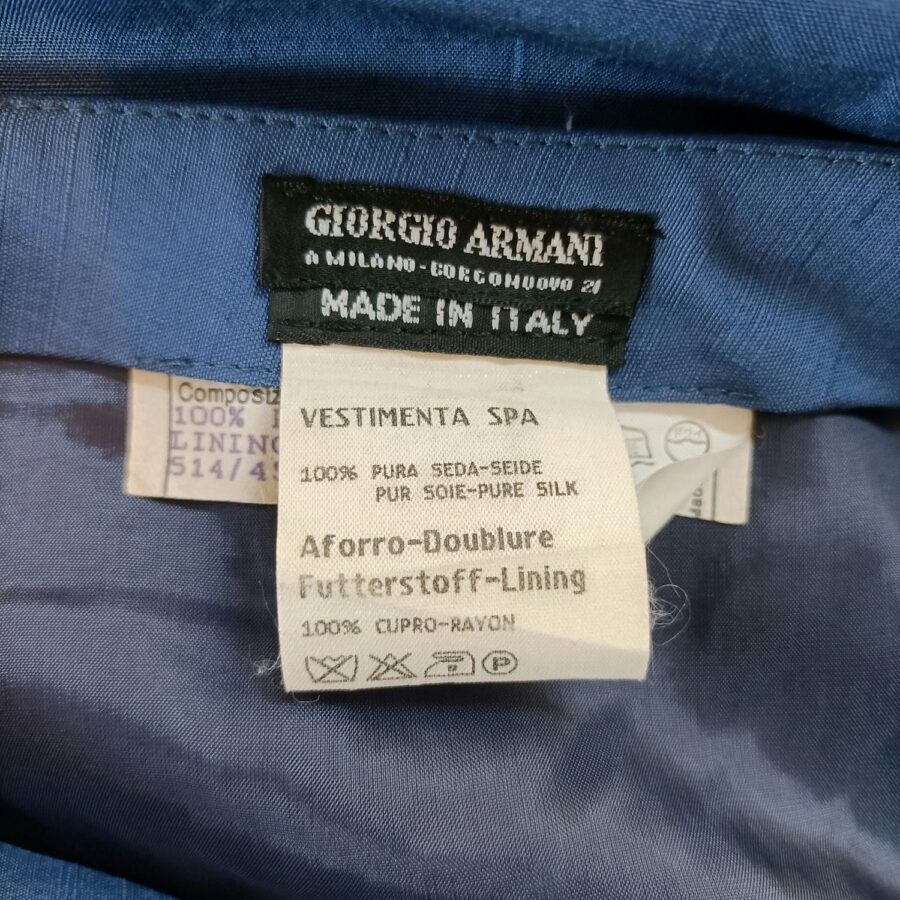 GIORGIO ARMANI
A MILANO-BORGONUOVO 21
MADE IN ITALY
VESTIMENTA SPA
100% PURA SEDA-SEIDE
PUR SOIE-PURE SILK
Aforro-Doublure
Futterstoff-Lining
100% CUPRO-RAYON
P
Composiz
100%
LINING
514/4